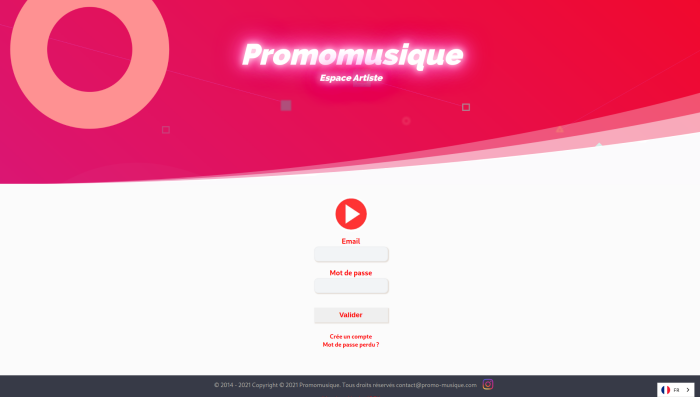 Promomusique
Espace Artiste
Email
Mot de passe
Valider
Crée un compte
Mot de passe perdu ?
© 2014 - 2021 Copyright © 2021 Promomusique. Tous droits réservés contact@promo-musique.com
FR